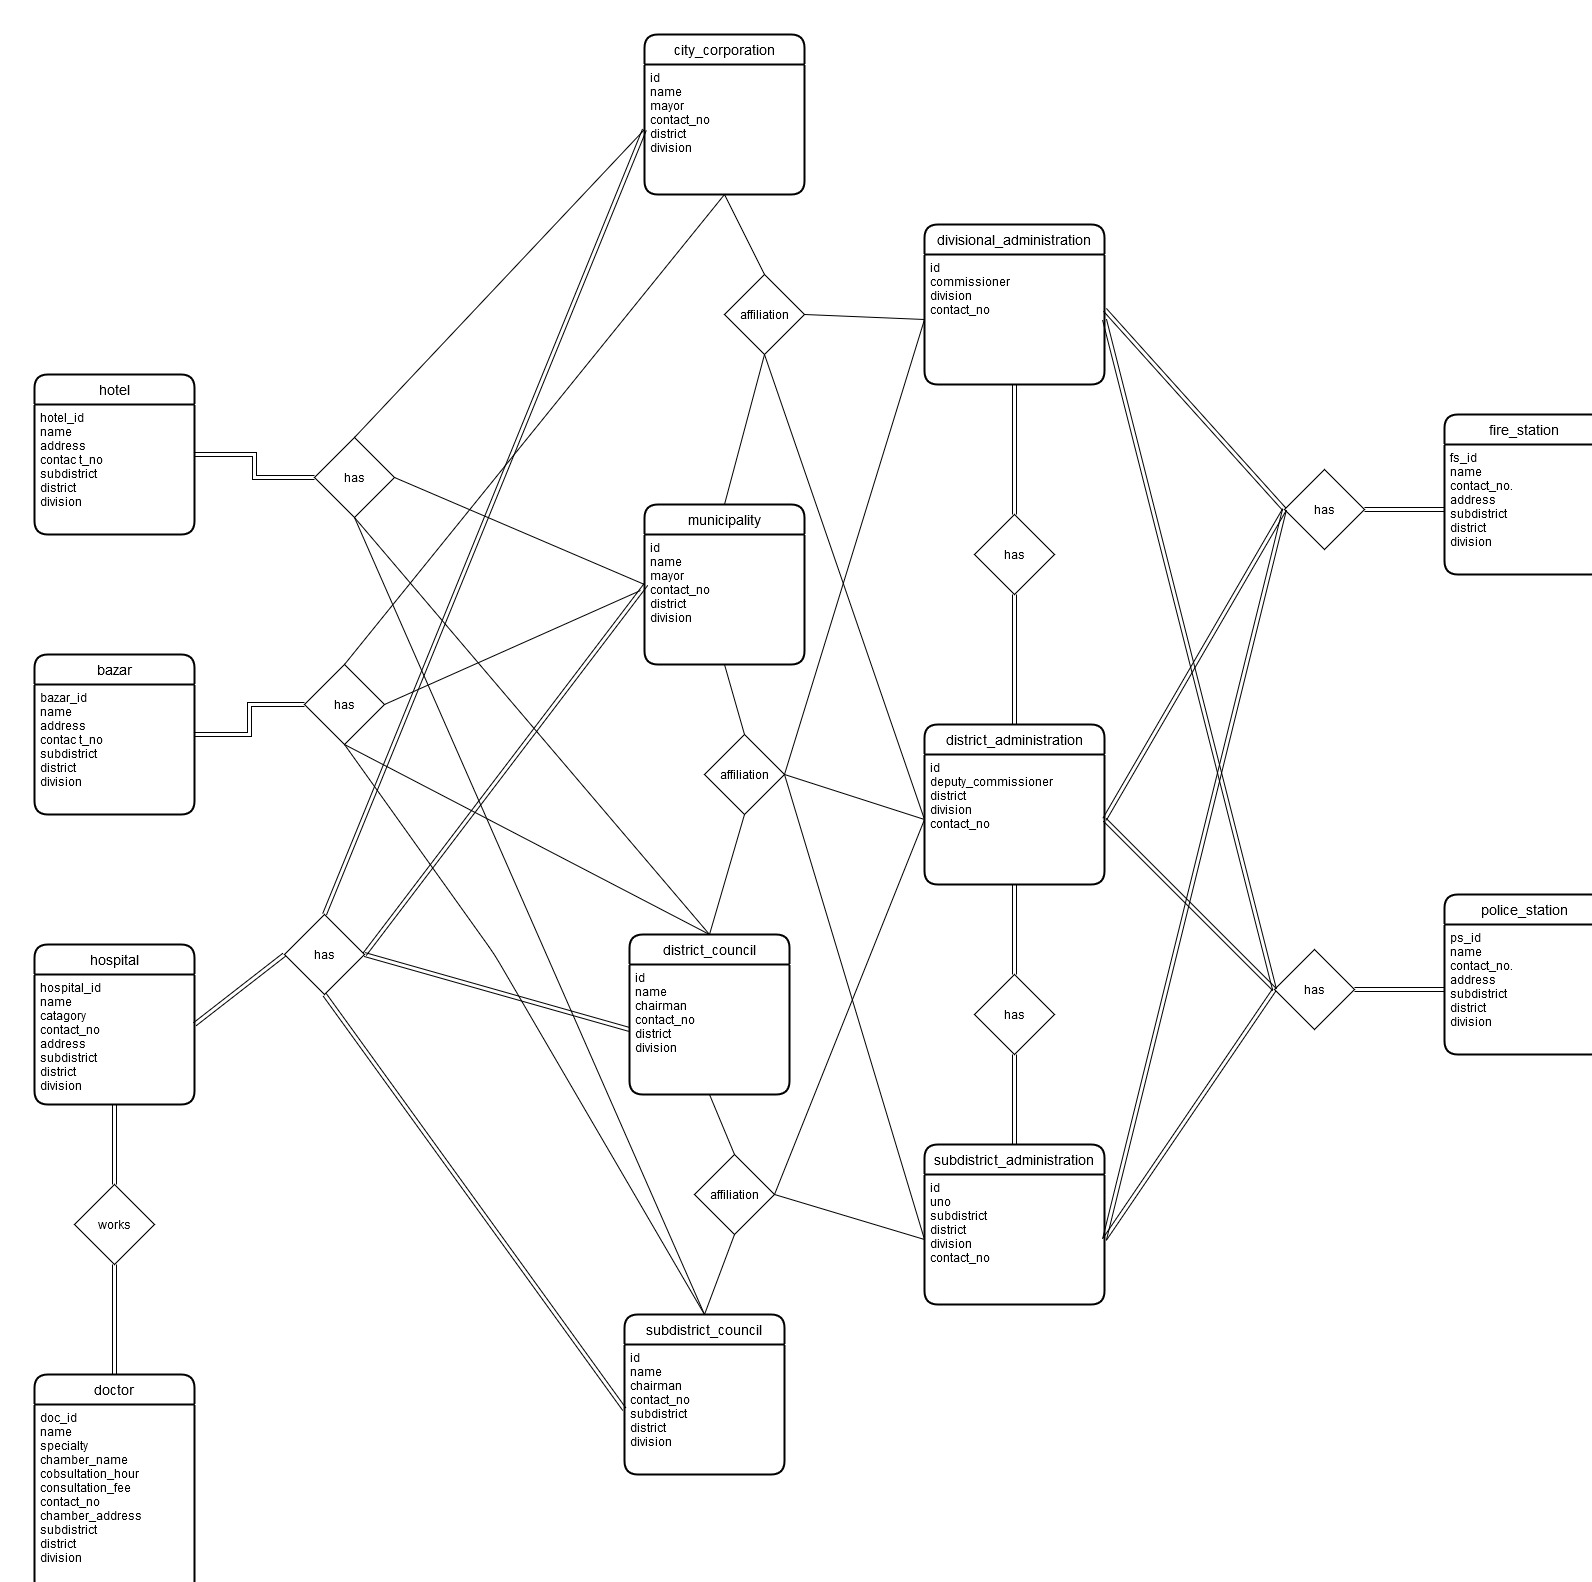 city_corporation
id
name
mayor
contact_no
district
division
divisional_administration
id
commissioner
division
contact_no
affiliation
hotel
hotel_id
name
address
contac t_no
subdistrict
district
division
has
fire_station
fs_id
name
contact_no.
address
subdistrict
district
division
has
municipality
id
name
mayor
contact_no
district
division
has
bazar
bazar_id
name
address
contac t_no
subdistrict
district
division
has
affiliation
district_administration
id
deputy_commissioner
district
division
contact_no
hospital
hospital_id
name
catagory
contact_no
address
subdistrict
district
division
has
district_council
id
name
chairman
contact_no
district
division
has
police_station
ps_id
name
contact_no.
address
subdistrict
district
division
has
works
affiliation
subdistrict_administration
id
uno
subdistrict
district
division
contact_no
doctor
doc_id
name
specialty
chamber_name
cobsultation_hour
consultation_fee
contact_no
chamber_address
subdistrict
district
division
subdistrict_council
id
name
chairman
contact_no
subdistrict
district
division